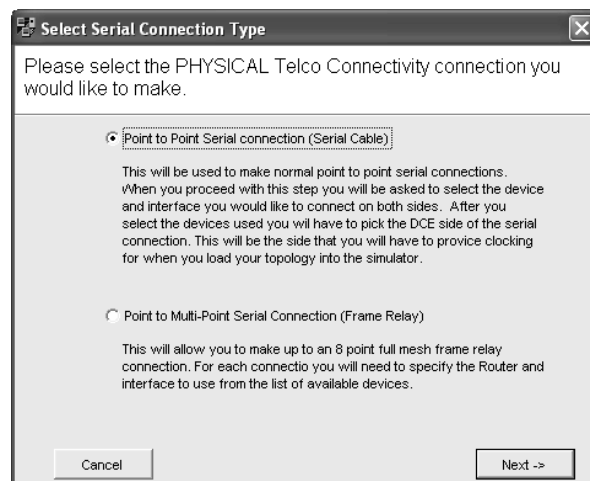 Select Serial Connection Type
Please select the PHYSICAL Telco Connectivity connection you
would like to make.
Point to Point Serial connection (Serial Cable)
This will be used to make normal point to point serial connections.
When you proceed with this step you will be asked to select the device
and interface you would like to connect on both sides. After you
select the devices used you wil have to pick the DCE side of the serial
connection. This will be the side that you will have to provice clocking
for when you load your topology into the simulator.
Point to Multi-Point Serial Connection (Frame Relay)
This will allow you to make up to an 8 point full mesh frame relay
connection. For each connectio you will need to specify the Router and
interface to use from the list of available devices.
Cancel
Next ->